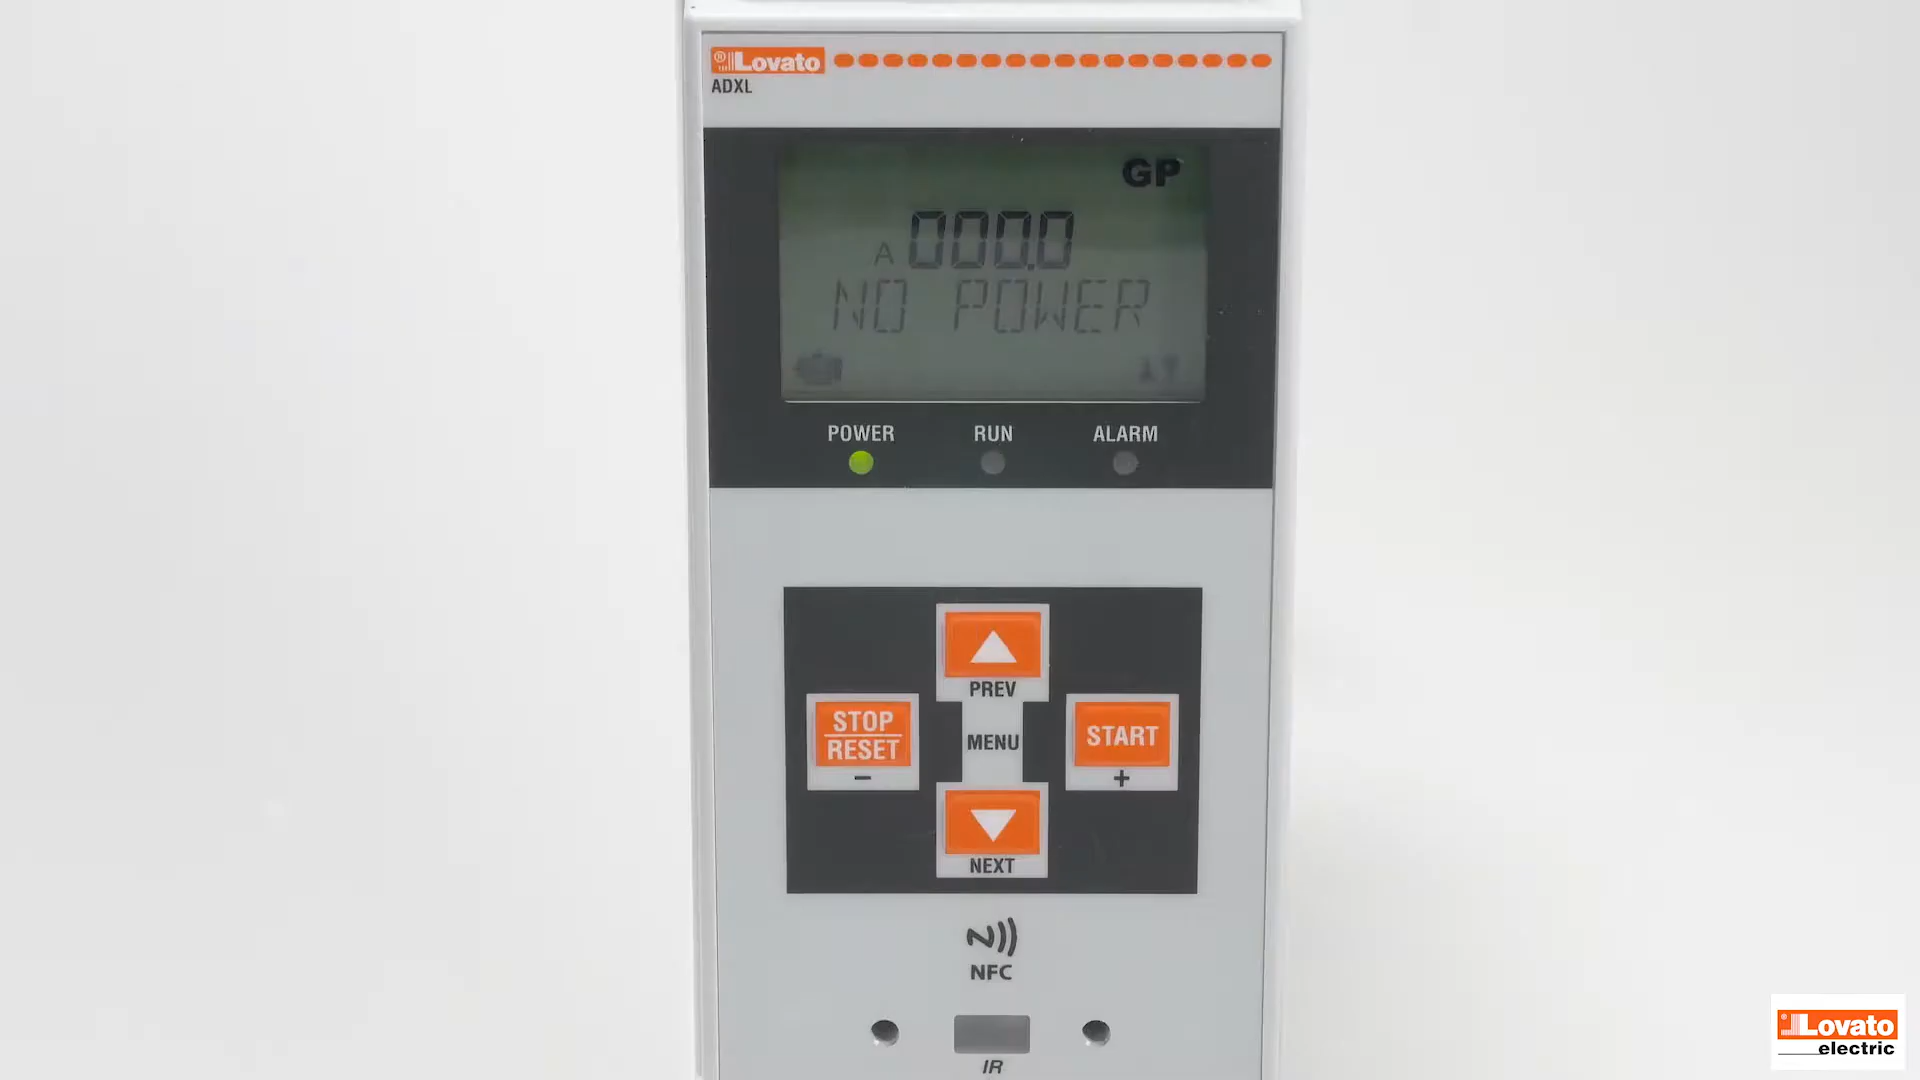 Lovato
ADXL
GP
A 000.0
NO POWER
POWER RUN ALARM
PREV
STOP
RESET
-
MENU
START
+
NEXT
NFC
IR
Lovato
electric